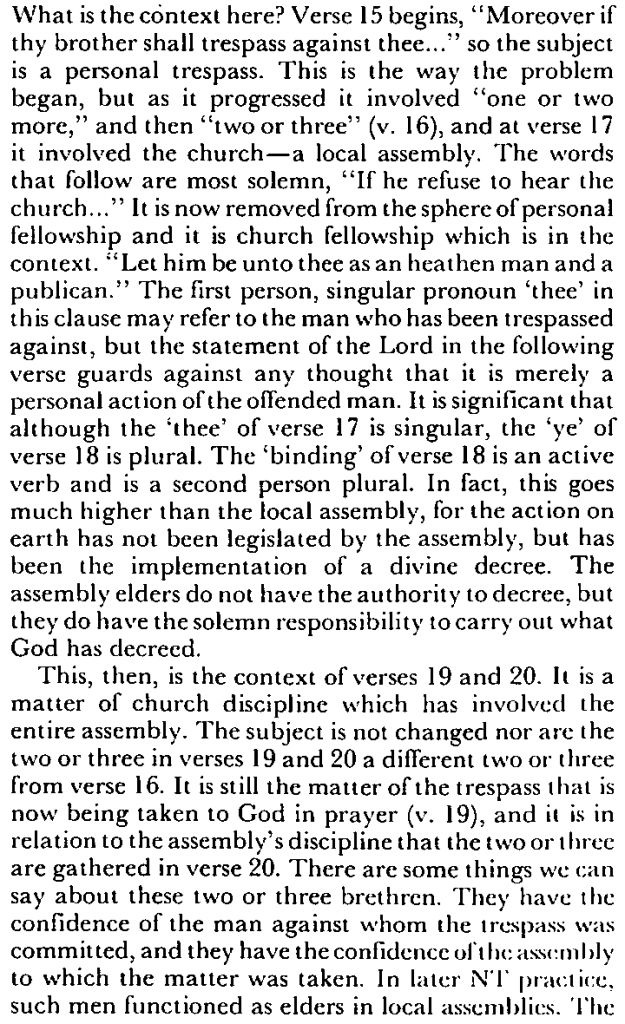 What is the context here? Verse 15 begins, “Moreover if
thy brother shall trespass against thee...” so the subject
is a personal trespass. This is the way the problem
began, but as it progressed it involved “one or two
more,” and then “two or three” (v. 16), and at verse 17
it involved the church—a local assembly. The words
that follow are most solemn, “If he refuse to hear the
church...” It is now removed from the sphere of personal
fellowship and it is church fellowship which is in the
context. “Let him be unto thee as an heathen man and a
publican.” The first person, singular pronoun ‘thee’ in
this clause may refer to the man who has been trespassed
against, but the statement of the Lord in the following
verse guards against any thought that it is merely a
personal action of the offended man. It is significant that
although the ‘thee’ of verse 17 is singular, the ‘ye’ of
verse 18 is plural. The ‘binding’ of verse 18 is an active
verb and is a second person plural. In fact, this goes
much higher than the local assembly, for the action on
earth has not been legislated by the assembly, but has
been the implementation of a divine decree. The
assembly elders do not have the authority to decree, but
they do have the solemn responsibility to carry out what
God has decreed.
This, then, is the context of verses 19 and 20. It is a
matter of church discipline which has involved the
entire assembly. The subject is not changed nor are the
two or three in verses 19 and 20 a different two or three
from verse 16. It is still the matter of the trespass that is
now being taken to God in prayer (v. 19), and it is in
relation to the assembly’s discipline that the two or three
are gathered in verse 20. There are some things we can
say about these two or three brethren. They have the
confidence of the man against whom the trespass was
committed, and they have the confidence of the assembly
to which the matter was taken. In later NT practice,
such men functioned as elders in local assemblies. The